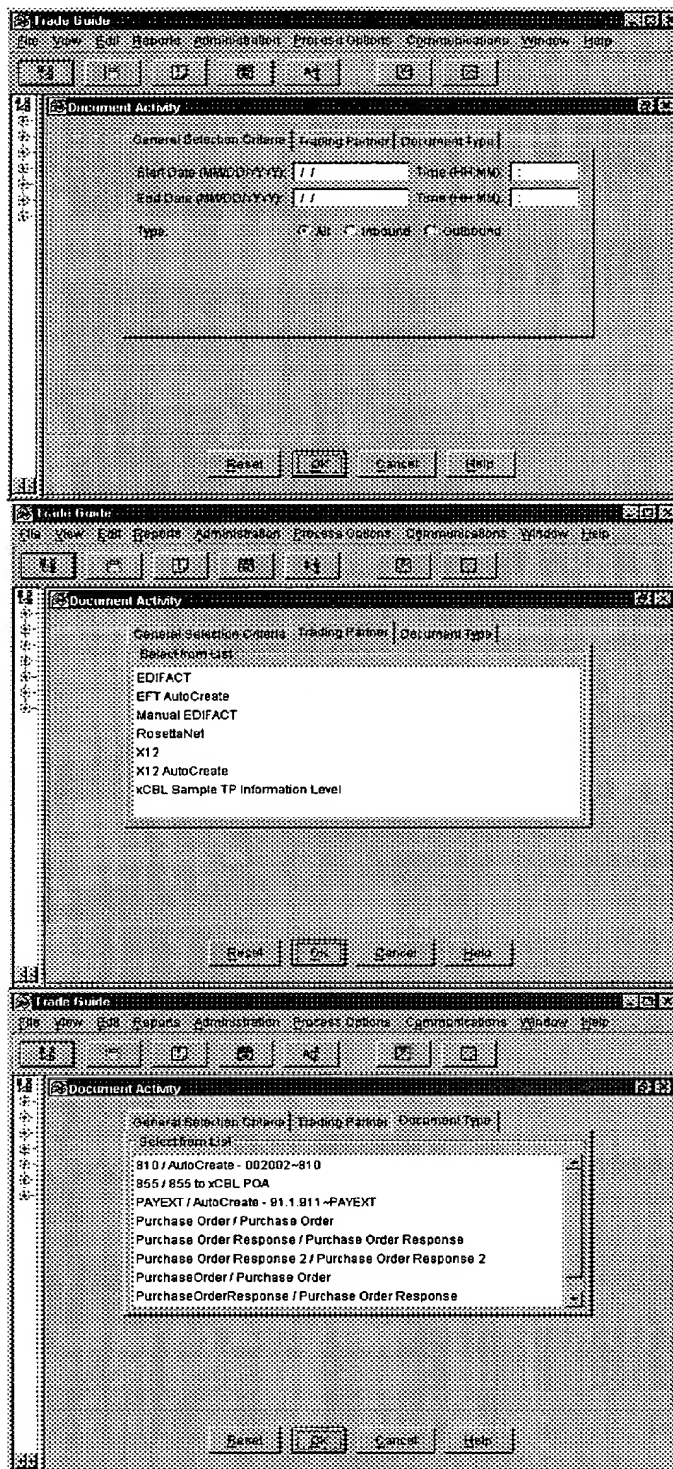 Trade Guide
File View Edit Reports Administration Process Options Communications Window Help
Document Activity
General Selection Criteria Trading Partner Document Type
Start Date (MM/DD/YYYY): / / Time (HH:MM): :
End Date (MM/DD/YYYY): / / Time (HH:MM): :
Type: All Inbound Outbound
Reset OK Cancel Help
Trade Guide
File View Edit Reports Administration Process Options Communications Window Help
Document Activity
General Selection Criteria Trading Partner Document Type
Select from List
EDIFACT
EFT AutoCreate
Manual EDIFACT
RosettaNet
X12
X12 AutoCreate
xCBL Sample TP Information Level
Reset OK Cancel Help
Trade Guide
File View Edit Reports Administration Process Options Communications Window Help
Document Activity
General Selection Criteria Trading Partner Document Type
Select from List
810 / AutoCreate - 002002~810
855 / 855 to xCBL POA
PAYEXT / AutoCreate - 91.1.911~PAYEXT
Purchase Order / Purchase Order
Purchase Order Response / Purchase Order Response
Purchase Order Response 2 / Purchase Order Response 2
PurchaseOrder / Purchase Order
PurchaseOrderResponse / Purchase Order Response
Reset OK Cancel Help